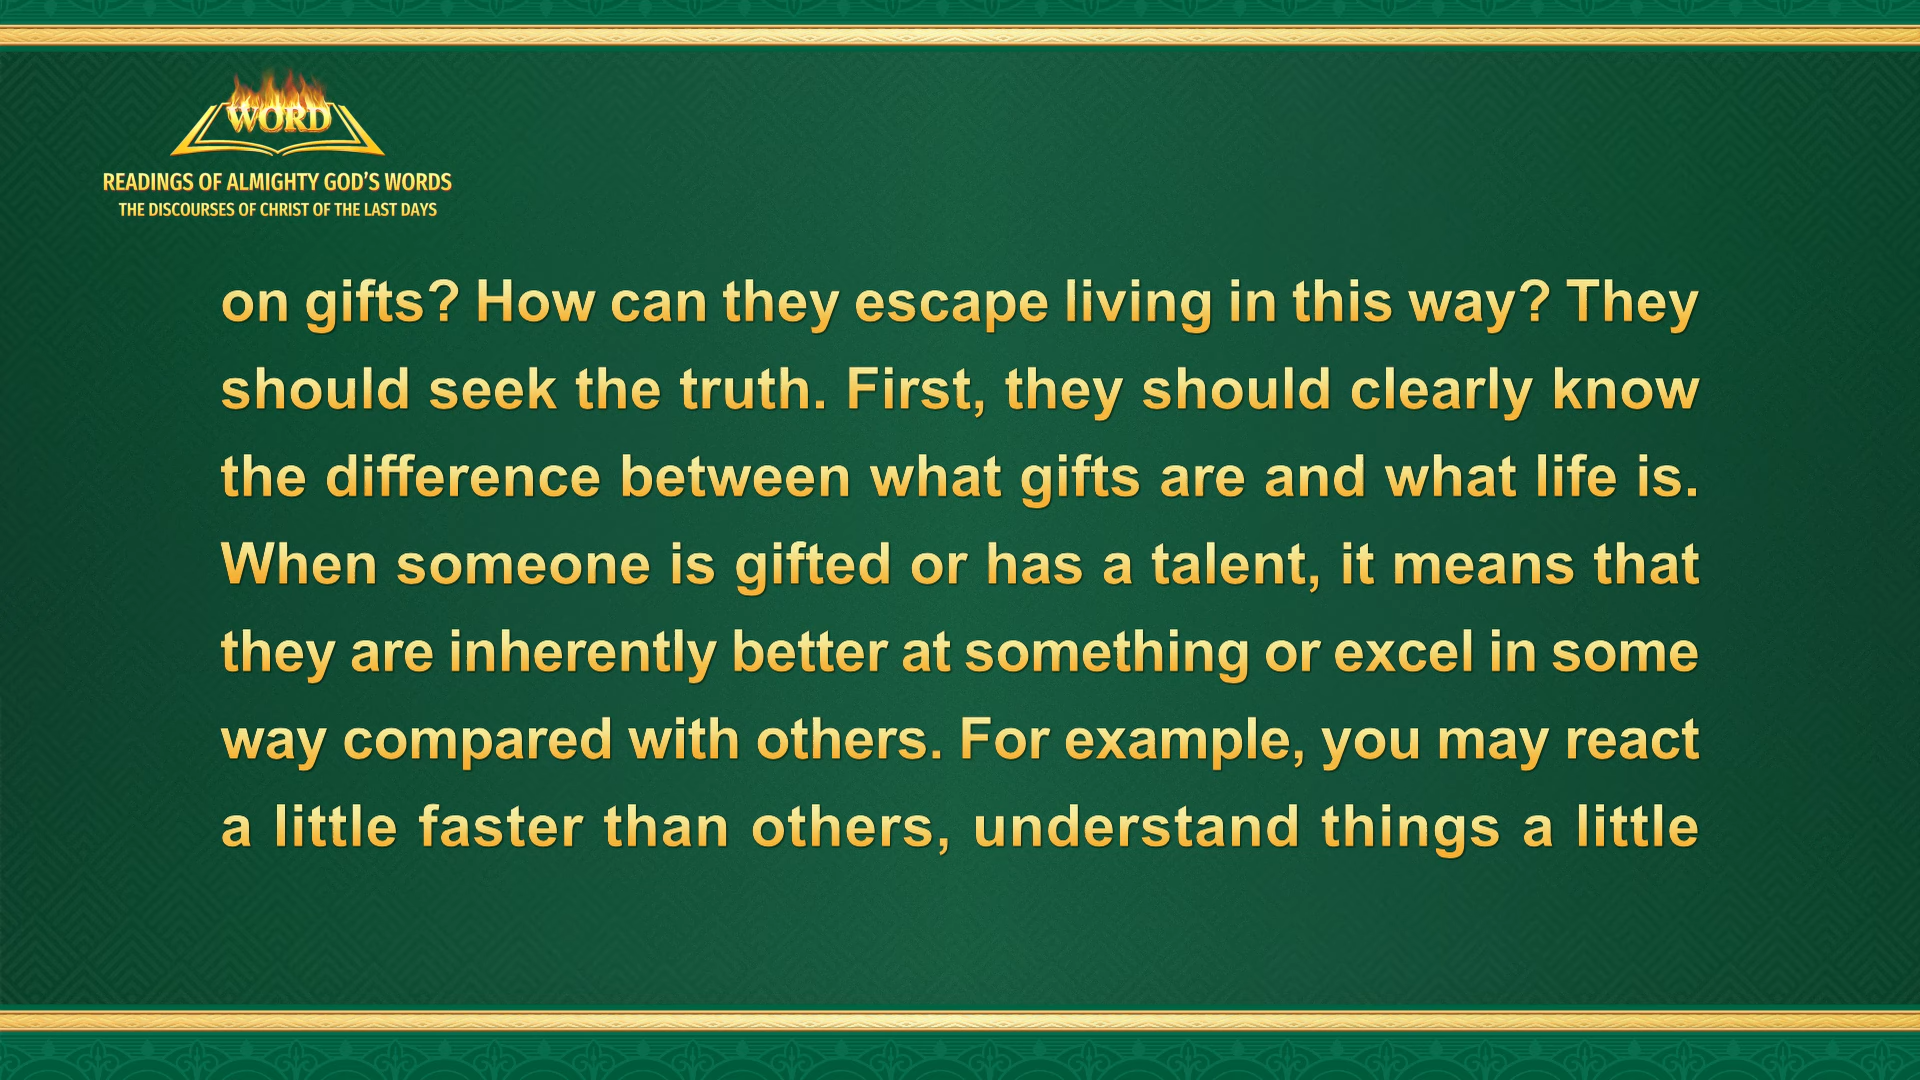 WORD
READINGS OF ALMIGHTY GOD'S WORDS
THE DISCOURSES OF CHRIST OF THE LAST DAYS
on gifts? How can they escape living in this way? They
should seek the truth. First, they should clearly know
the difference between what gifts are and what life is.
When someone is gifted or has a talent, it means that
they are inherently better at something or excel in some
way compared with others. For example, you may react
a little faster than others, understand things a little